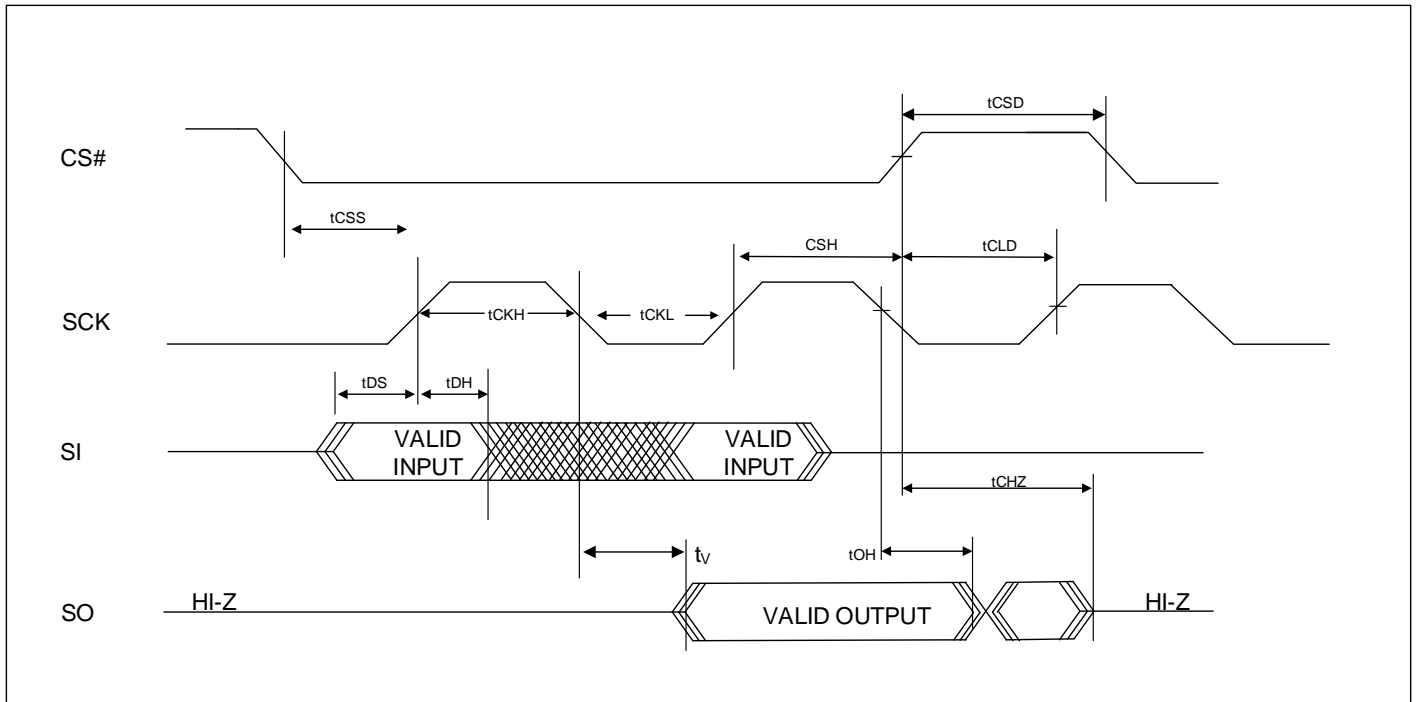 tCSD
CS#
tCSS
CSH
tCLD
SCK
tCKH
tCKL
tDS
tDH
SI
VALID
INPUT
VALID
INPUT
tCHZ
tV
tOH
SO
HI-Z
VALID OUTPUT
HI-Z